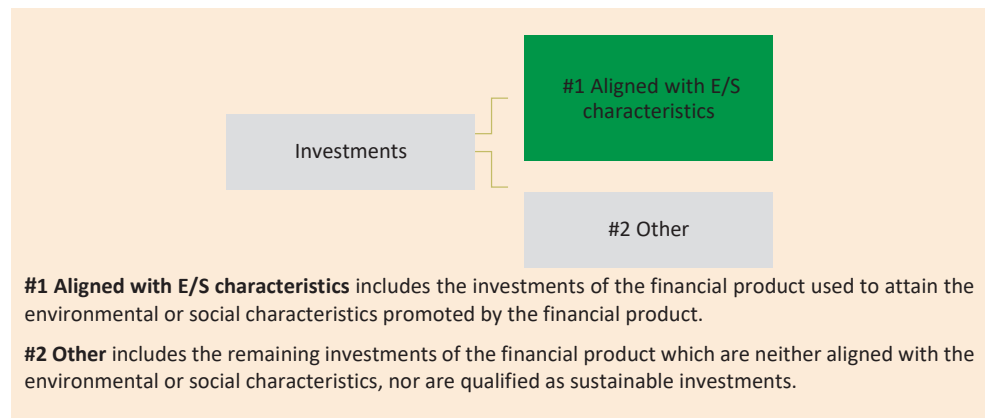 #1 Aligned with E/S
characteristics
Investments
#2 Other
#1 Aligned with E/S characteristics includes the investments of the financial product used to attain the
environmental or social characteristics promoted by the financial product.
#2 Other includes the remaining investments of the financial product which are neither aligned with the
environmental or social characteristics, nor are qualified as sustainable investments.